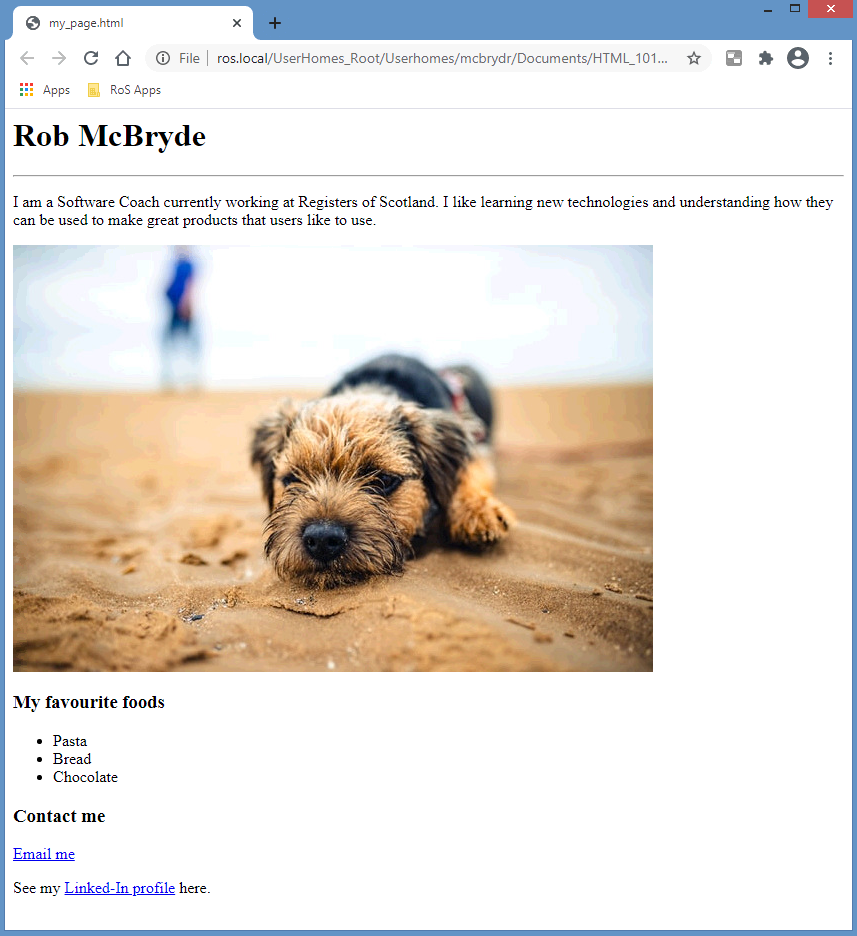 my_page.html
File
ros.local/UserHomes_Root/Userhomes/mcbrydr/Documents/HTML_101...
Apps
RoS Apps
Rob McBryde
I am a Software Coach currently working at Registers of Scotland. I like learning new technologies and understanding how they
can be used to make great products that users like to use.
My favourite foods
• Pasta
• Bread
• Chocolate
Contact me
Email me
See my Linked-In profile here.